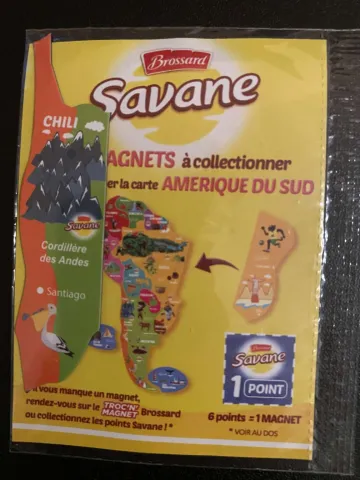 Brossard
Savane
CHILI
AGNETS à collectionner
er la carte AMERIQUE DU SUD
Savane
Cordillère
des Andes
Santiago
Brossard
Savane
1 POINT
vous manque un magnet,
rendez-vous sur le TROC'N' MAGNET Brossard
ou collectionnez les points Savane ! *
6 points = 1 MAGNET
* VOIR AU DOS